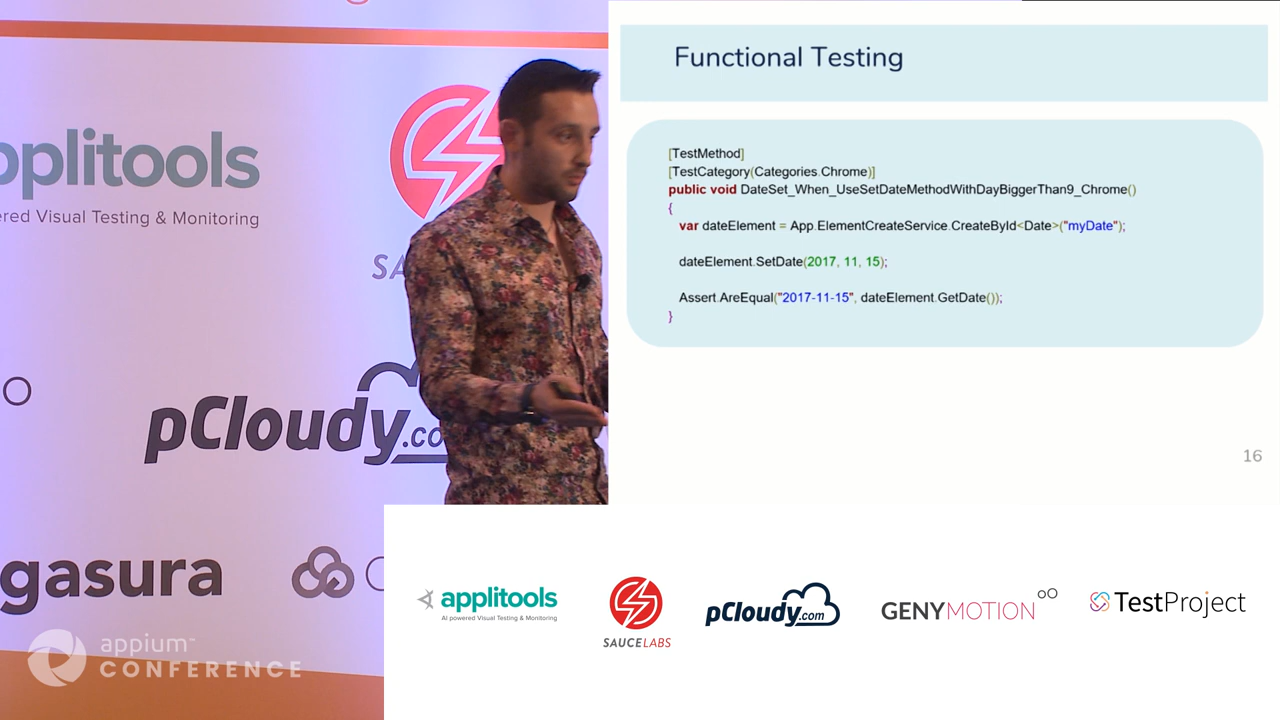 pplitools
ered Visual Testing & Monitoring
SA
pCloudy.co
gasura
appium™
CONFERENCE
Functional Testing
[TestMethod]
[TestCategory(Categories.Chrome)]
public void DateSet_When_UseSetDateMethodWithDayBiggerThan9_Chrome()
{
var dateElement = App.ElementCreateService.CreateById<Date>("myDate");
dateElement.SetDate(2017, 11, 15);
Assert.AreEqual("2017-11-15", dateElement.GetDate());
}
16
applitools
AI powered Visual Testing & Monitoring
SAUCELABS
pCloudy.com
GENYMOTION
TestProject